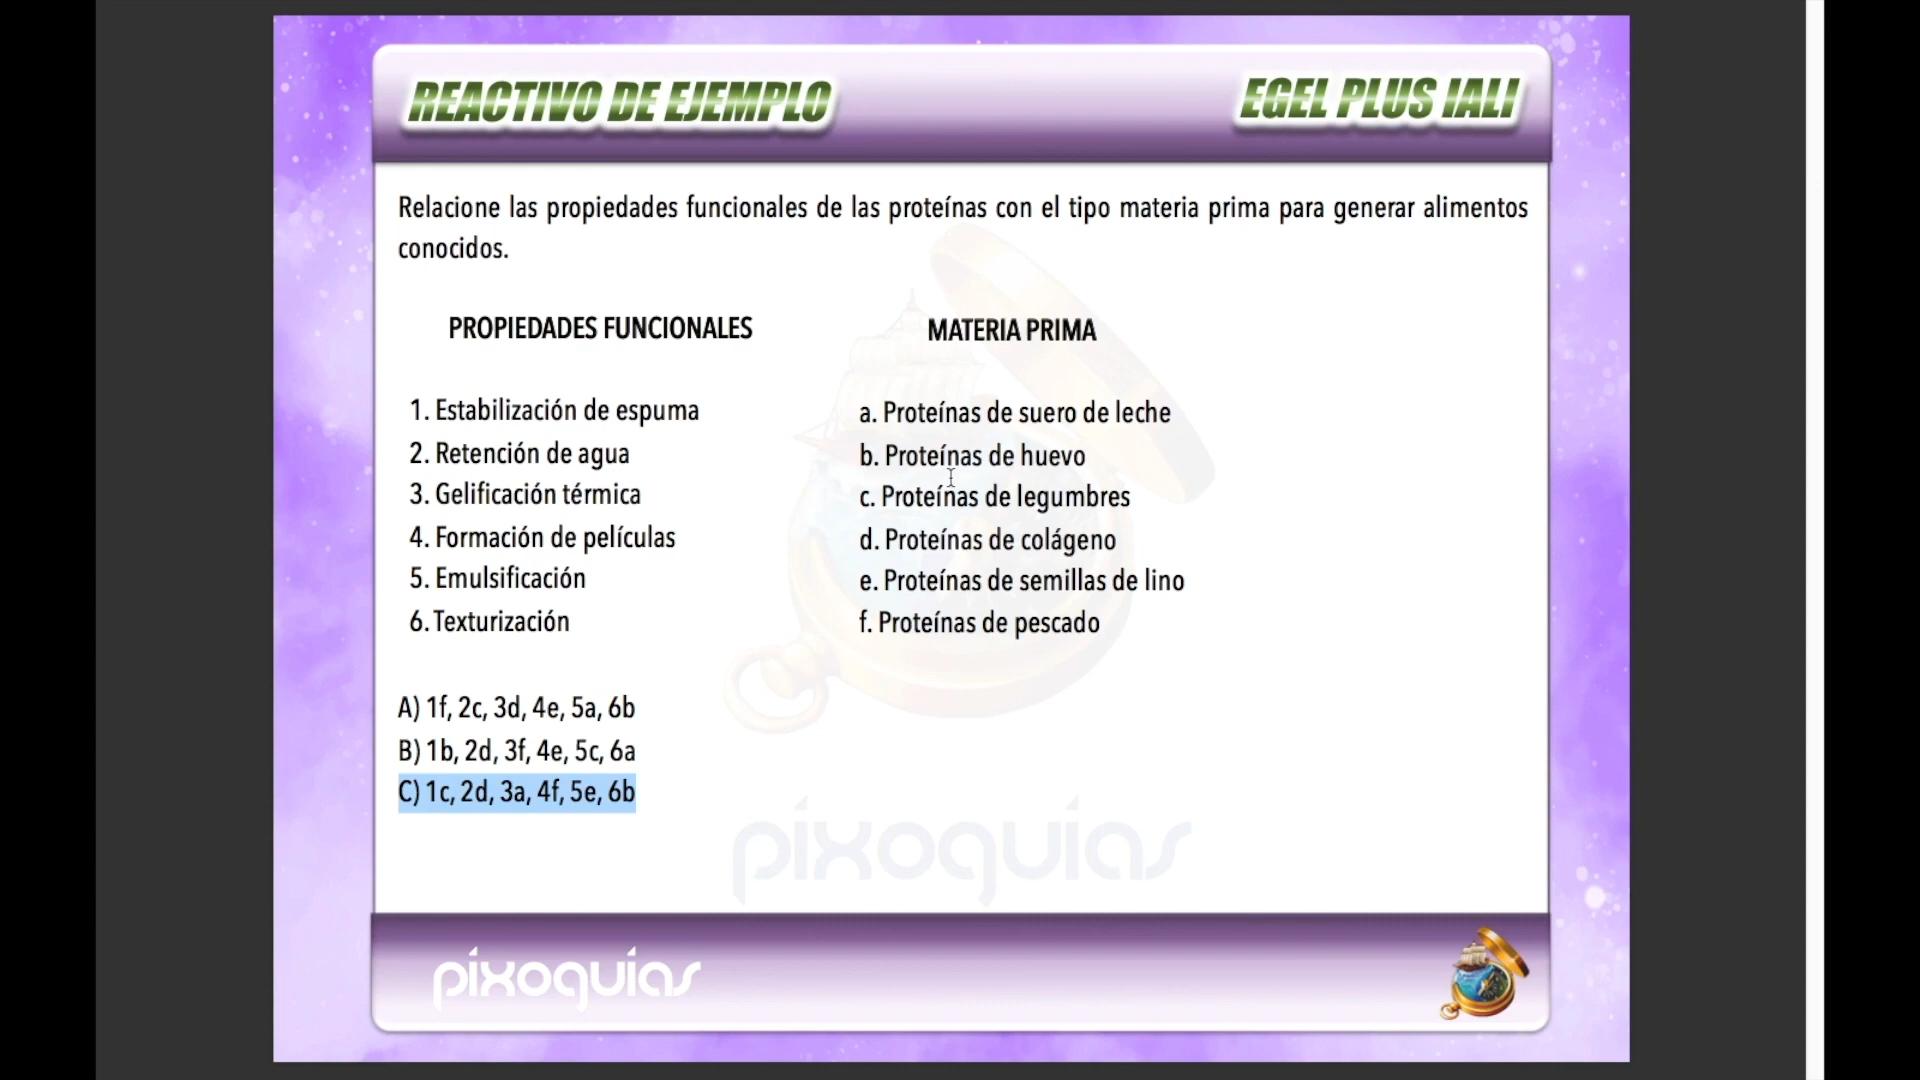 REACTIVO DE EJEMPLO
EGEL PLUS IALI
Relacione las propiedades funcionales de las proteínas con el tipo materia prima para generar alimentos
conocidos.
PROPIEDADES FUNCIONALES
1. Estabilización de espuma
2. Retención de agua
3. Gelificación térmica
4. Formación de películas
5. Emulsificación
6. Texturización
MATERIA PRIMA
a. Proteínas de suero de leche
b. Proteínas de huevo
c. Proteínas de legumbres
d. Proteínas de colágeno
e. Proteínas de semillas de lino
f. Proteínas de pescado
A) 1f, 2c, 3d, 4e, 5a, 6b
B) 1b, 2d, 3f, 4e, 5c, 6a
C) 1c, 2d, 3a, 4f, 5e, 6b
pixoguías
pixoguías